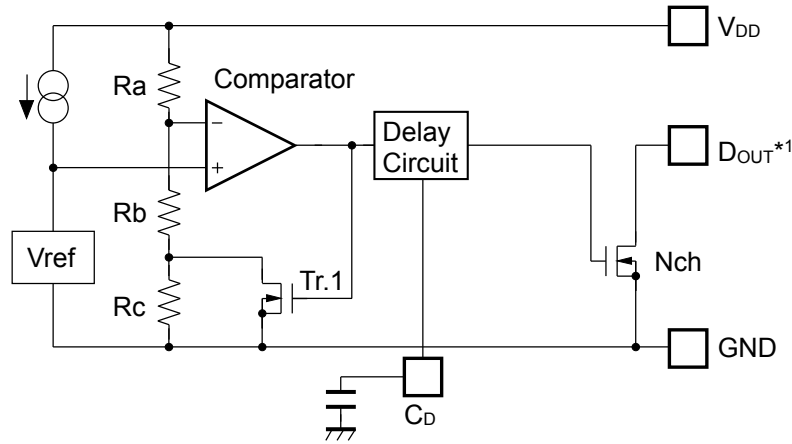 VDD
Ra
Comparator
−
+
Delay
Circuit
DOUT*1
Rb
Vref
Tr.1
Nch
Rc
GND
CD